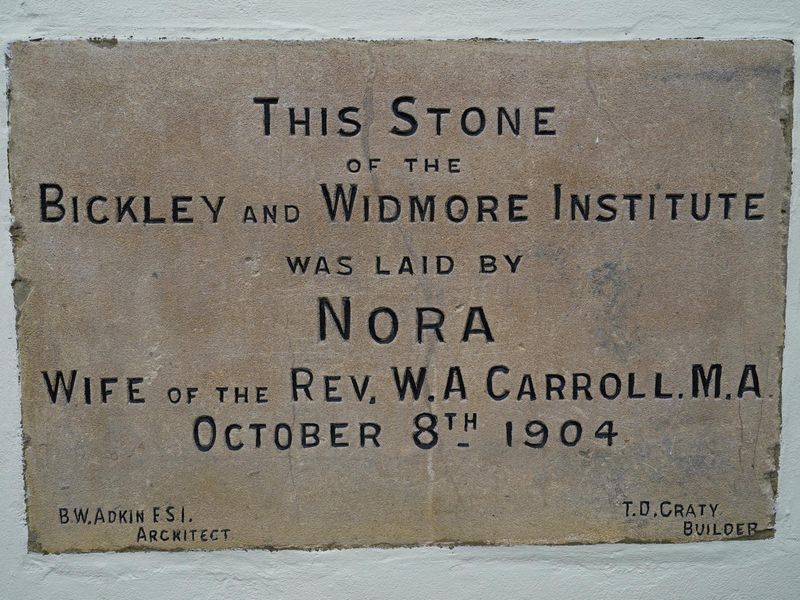 THIS STONE
OF THE
BICKLEY AND WIDMORE INSTITUTE
WAS LAID BY
NORA
WIFE OF THE REV, W.A CARROLL.M.A.
OCTOBER 8TH 1904
B.W.ADKIN F.S.I.
ARCHITECT
T.D.CRATY
BUILDER